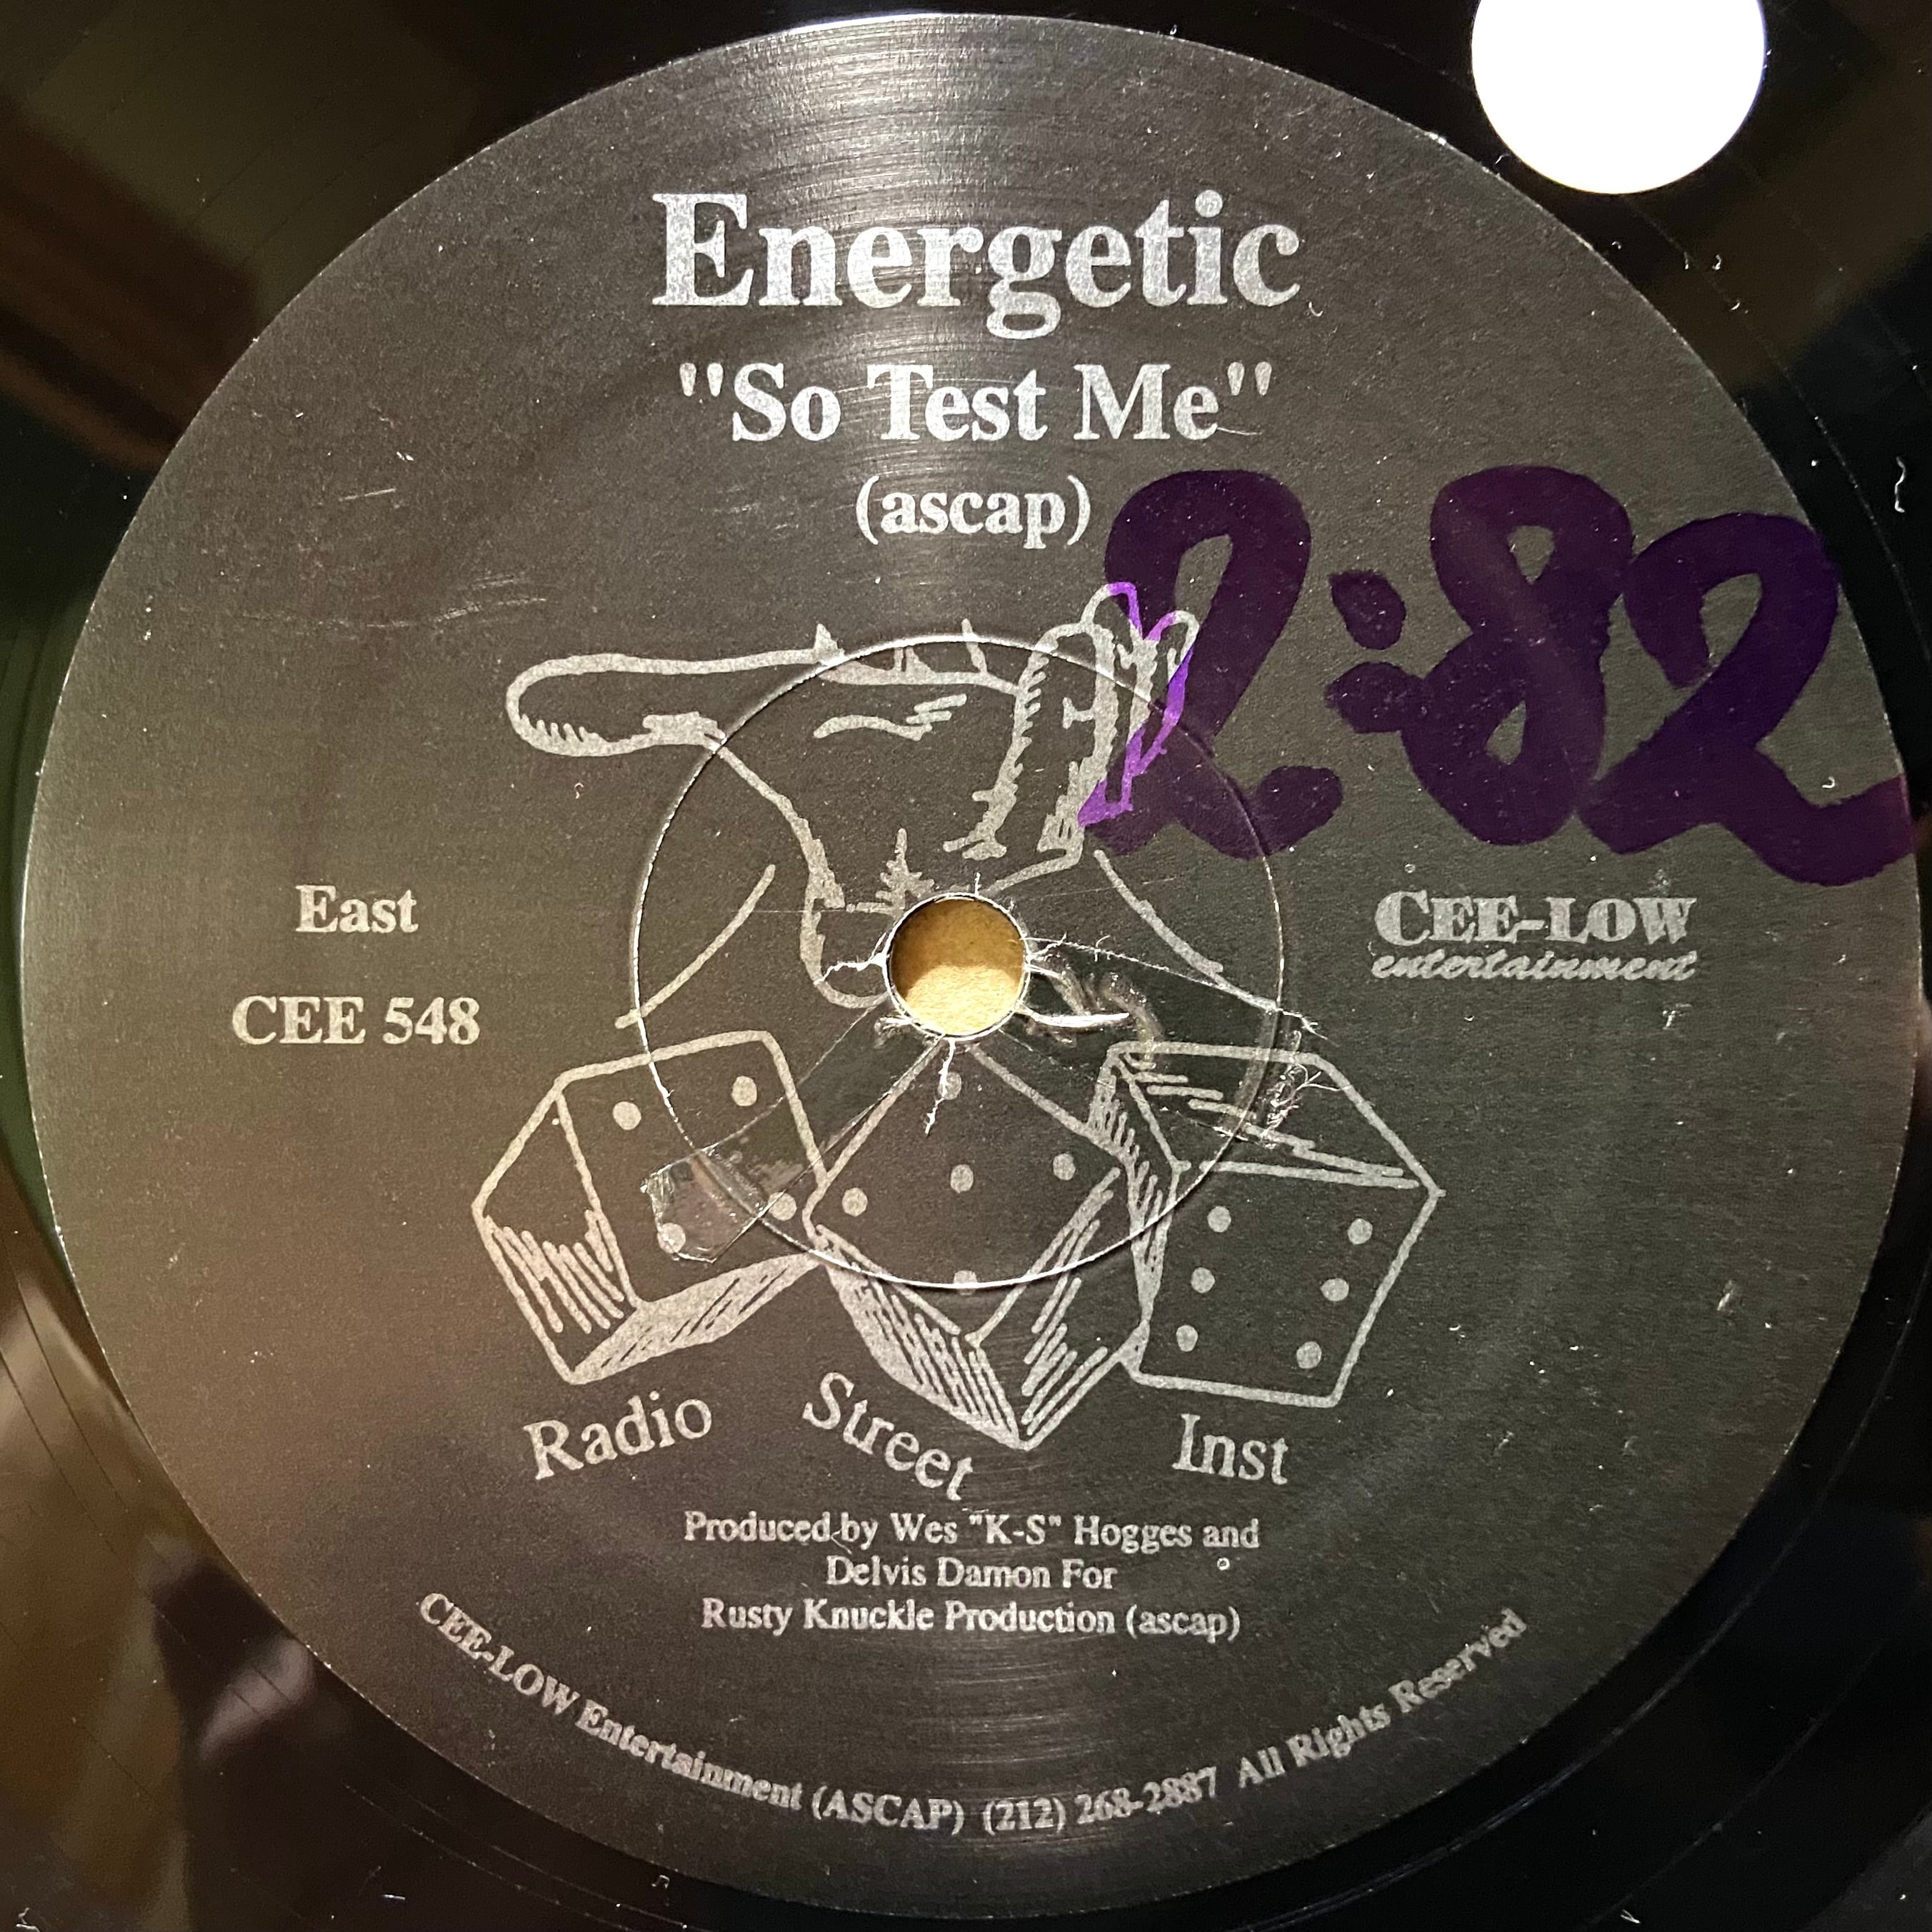 Energetic
"So Test Me"
(ascap)
2:82
East
CEE 548
CEE-LOW
entertainment
Radio
Street
Inst
Produced by Wes "K-S" Hogges and
Delvis Damon For
Rusty Knuckle Production (ascap)
CEE-LOW Entertainment (ASCAP) (212) 268-2887 All Rights Reserved